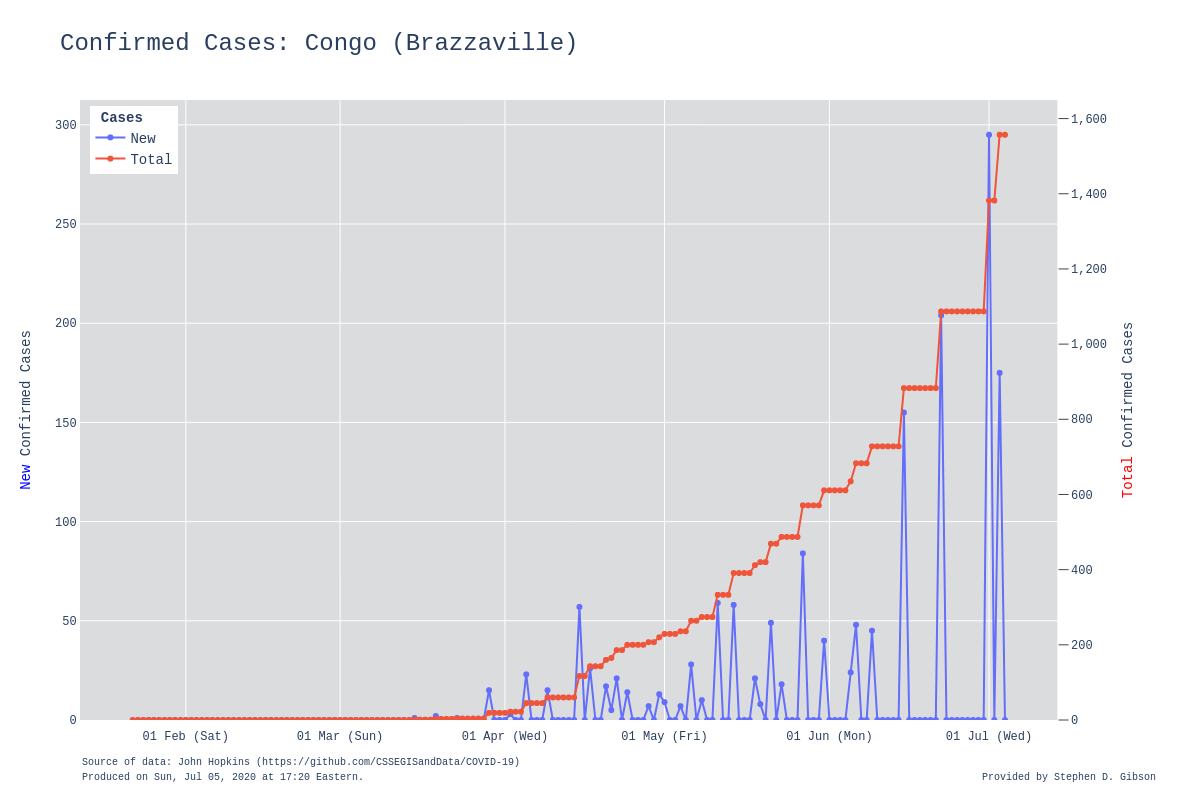 Confirmed Cases: Congo (Brazzaville)
Cases
New
Total
300
250
200
150
100
50
0
1,600
1,400
1,200
1,000
800
600
400
200
0
New Confirmed Cases
Total Confirmed Cases
01 Feb (Sat) 01 Mar (Sun) 01 Apr (Wed) 01 May (Fri) 01 Jun (Mon) 01 Jul (Wed)
Source of data: John Hopkins (https://github.com/CSSEGISandData/COVID-19)
Produced on Sun, Jul 05, 2020 at 17:20 Eastern.
Provided by Stephen D. Gibson